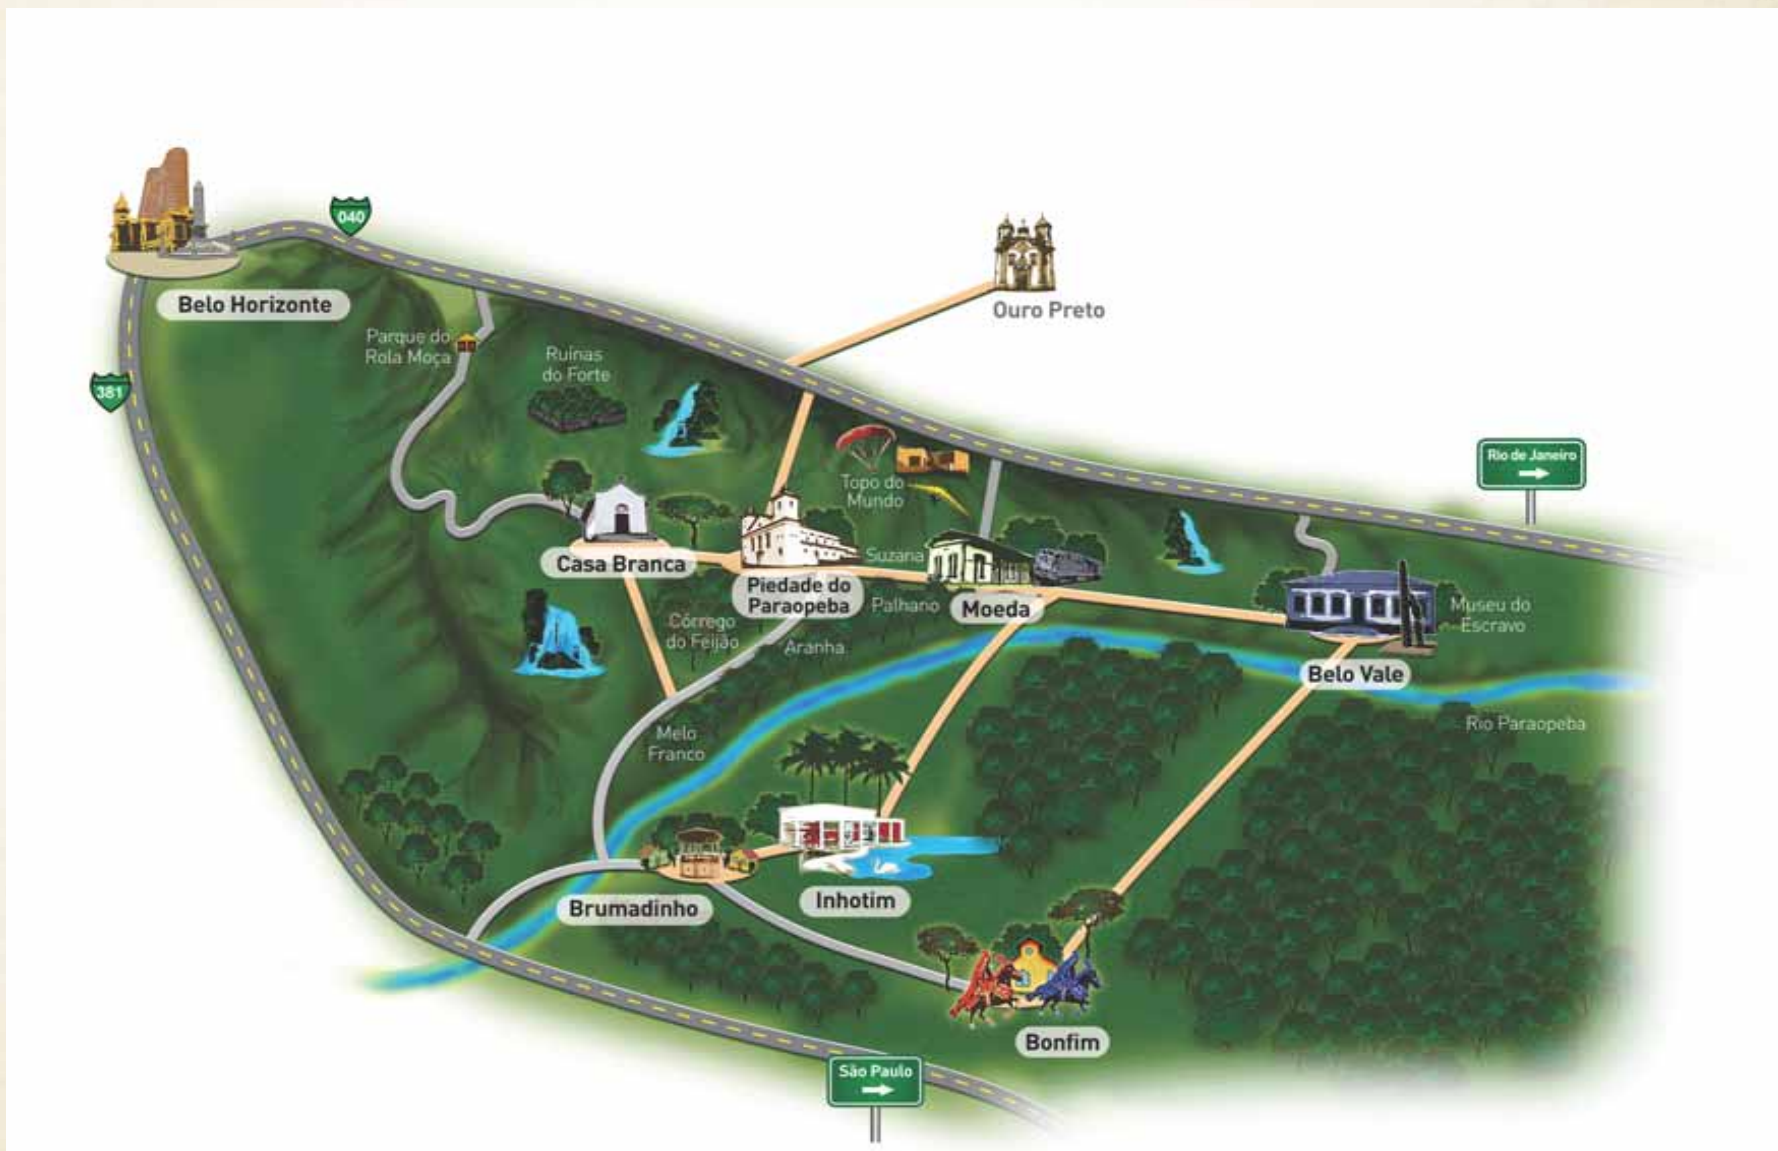 040
Ouro Preto
Belo Horizonte
Parque do
Rola Moça
Ruínas
do Forte
381
Rio de Janeiro
Topo do
Mundo
Suzana
Casa Branca
Piedade do
Paraopeba
Palhano
Moeda
Museu do
Escravo
Córrego
do Feijão
Aranha
Belo Vale
Rio Paraopeba
Melo
Franco
Inhotim
Brumadinho
Bonfim
São Paulo